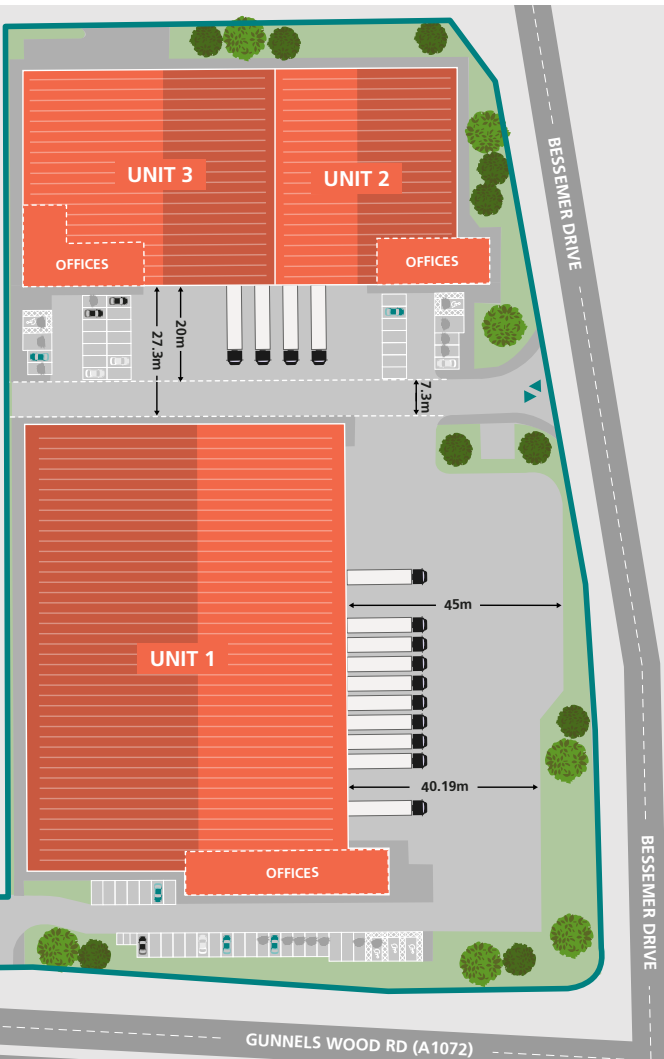 BESSEMER DRIVE
UNIT 3
UNIT 2
OFFICES
OFFICES
20m
27.3m
7.3m
45m
UNIT 1
40.19m
OFFICES
BESSEMER DRIVE
GUNNELS WOOD RD (A1072)